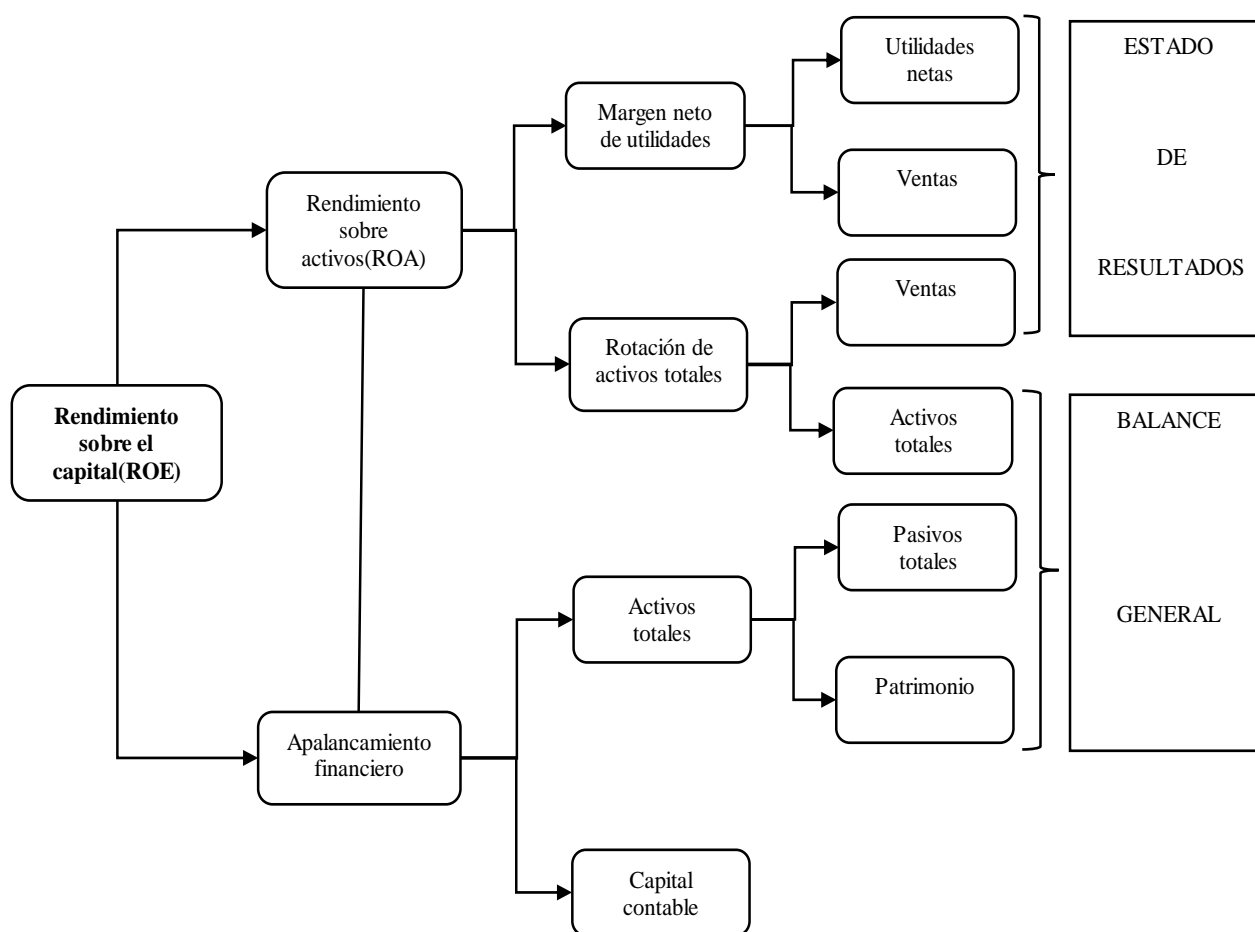 Utilidades
netas
ESTADO
Margen neto
de utilidades
Ventas
DE
Rendimiento
sobre
activos(ROA)
Ventas
RESULTADOS
Rotación de
activos totales
Rendimiento
sobre el
capital(ROE)
Activos
totales
BALANCE
Pasivos
totales
Activos
totales
GENERAL
Patrimonio
Apalancamiento
financiero
Capital
contable